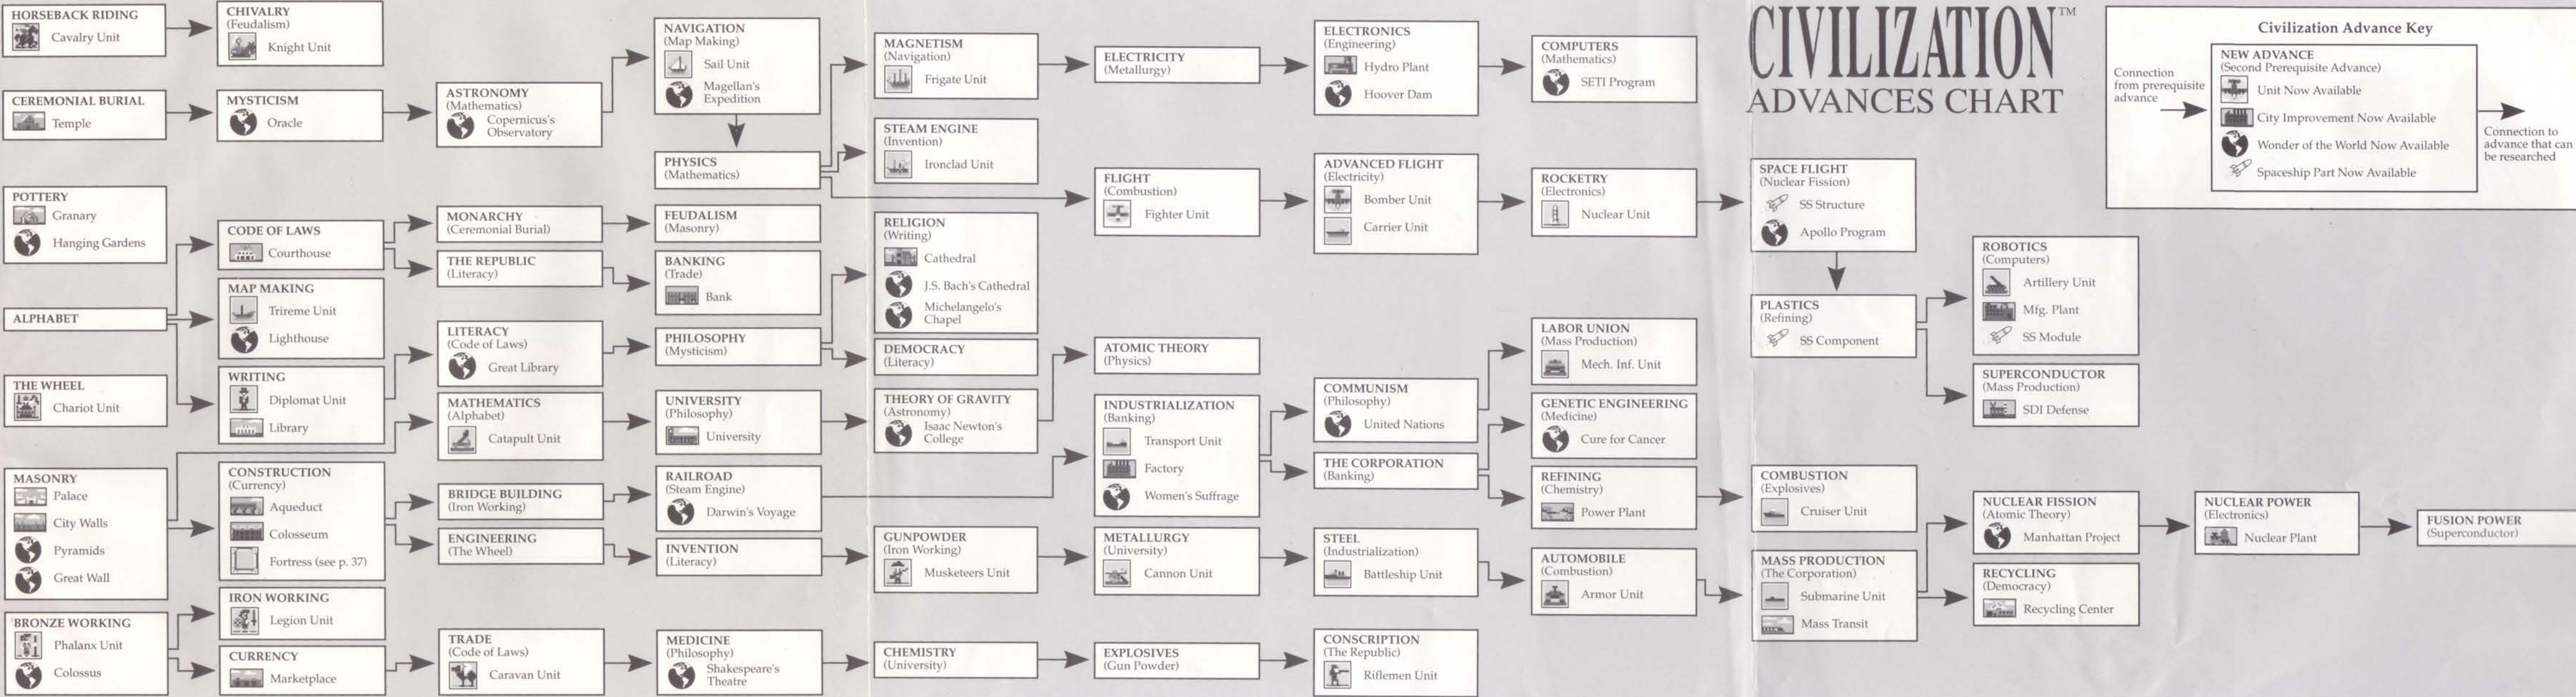 HORSEBACK RIDING
Cavalry Unit
CEREMONIAL BURIAL
Temple
POTTERY
Granary
Hanging Gardens
ALPHABET
THE WHEEL
Chariot Unit
MASONRY
Palace
City Walls
Pyramids
Great Wall
BRONZE WORKING
Phalanx Unit
Colossus
CHIVALRY
(Feudalism)
Knight Unit
MYSTICISM
Oracle
CODE OF LAWS
Courthouse
MAP MAKING
Trireme Unit
Lighthouse
WRITING
Diplomat Unit
Library
CONSTRUCTION
(Currency)
Aqueduct
Colosseum
Fortress (see p. 37)
IRON WORKING
Legion Unit
CURRENCY
Marketplace
ASTRONOMY
(Mathematics)
Copernicus's
Observatory
MONARCHY
(Ceremonial Burial)
THE REPUBLIC
(Literacy)
LITERACY
(Code of Laws)
Great Library
MATHEMATICS
(Alphabet)
Catapult Unit
BRIDGE BUILDING
(Iron Working)
ENGINEERING
(The Wheel)
TRADE
(Code of Laws)
Caravan Unit
NAVIGATION
(Map Making)
Sail Unit
Magellan's
Expedition
PHYSICS
(Mathematics)
FEUDALISM
(Masonry)
BANKING
(Trade)
Bank
PHILOSOPHY
(Mysticism)
UNIVERSITY
(Philosophy)
University
RAILROAD
(Steam Engine)
Darwin's Voyage
INVENTION
(Literacy)
MEDICINE
(Philosophy)
Shakespeare's
Theatre
MAGNETISM
(Navigation)
Frigate Unit
STEAM ENGINE
(Invention)
Ironclad Unit
RELIGION
(Writing)
Cathedral
J.S. Bach's Cathedral
Michelangelo's
Chapel
DEMOCRACY
(Literacy)
THEORY OF GRAVITY
(Astronomy)
Isaac Newton's
College
GUNPOWDER
(Iron Working)
Musketeers Unit
CHEMISTRY
(University)
ELECTRICITY
(Metallurgy)
FLIGHT
(Combustion)
Fighter Unit
ATOMIC THEORY
(Physics)
INDUSTRIALIZATION
(Banking)
Transport Unit
Factory
Women's Suffrage
METALLURGY
(University)
Cannon Unit
EXPLOSIVES
(Gun Powder)
ELECTRONICS
(Engineering)
Hydro Plant
Hoover Dam
ADVANCED FLIGHT
(Electricity)
Bomber Unit
Carrier Unit
COMMUNISM
(Philosophy)
United Nations
THE CORPORATION
(Banking)
STEEL
(Industrialization)
Battleship Unit
CONSCRIPTION
(The Republic)
Riflemen Unit
COMPUTERS
(Mathematics)
SETI Program
ROCKETRY
(Electronics)
Nuclear Unit
LABOR UNION
(Mass Production)
Mech. Inf. Unit
GENETIC ENGINEERING
(Medicine)
Cure for Cancer
REFINING
(Chemistry)
Power Plant
AUTOMOBILE
(Combustion)
Armor Unit
CIVILIZATION™
ADVANCES CHART
SPACE FLIGHT
(Nuclear Fission)
SS Structure
Apollo Program
PLASTICS
(Refining)
SS Component
COMBUSTION
(Explosives)
Cruiser Unit
MASS PRODUCTION
(The Corporation)
Submarine Unit
Mass Transit
ROBOTICS
(Computers)
Artillery Unit
Mfg. Plant
SS Module
SUPERCONDUCTOR
(Mass Production)
SDI Defense
NUCLEAR FISSION
(Atomic Theory)
Manhattan Project
RECYCLING
(Democracy)
Recycling Center
NUCLEAR POWER
(Electronics)
Nuclear Plant
FUSION POWER
(Superconductor)
Civilization Advance Key
Connection
from prerequisite
advance
NEW ADVANCE
(Second Prerequisite Advance)
Unit Now Available
City Improvement Now Available
Wonder of the World Now Available
Spaceship Part Now Available
Connection to
advance that can
be researched